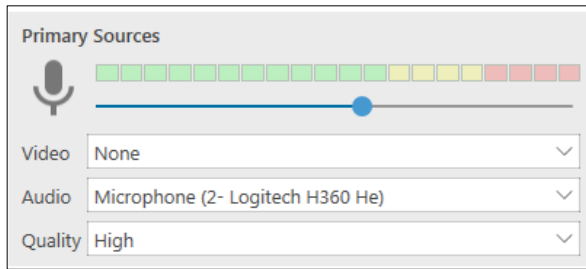 Primary Sources
Video None
Audio Microphone (2- Logitech H360 He)
Quality High